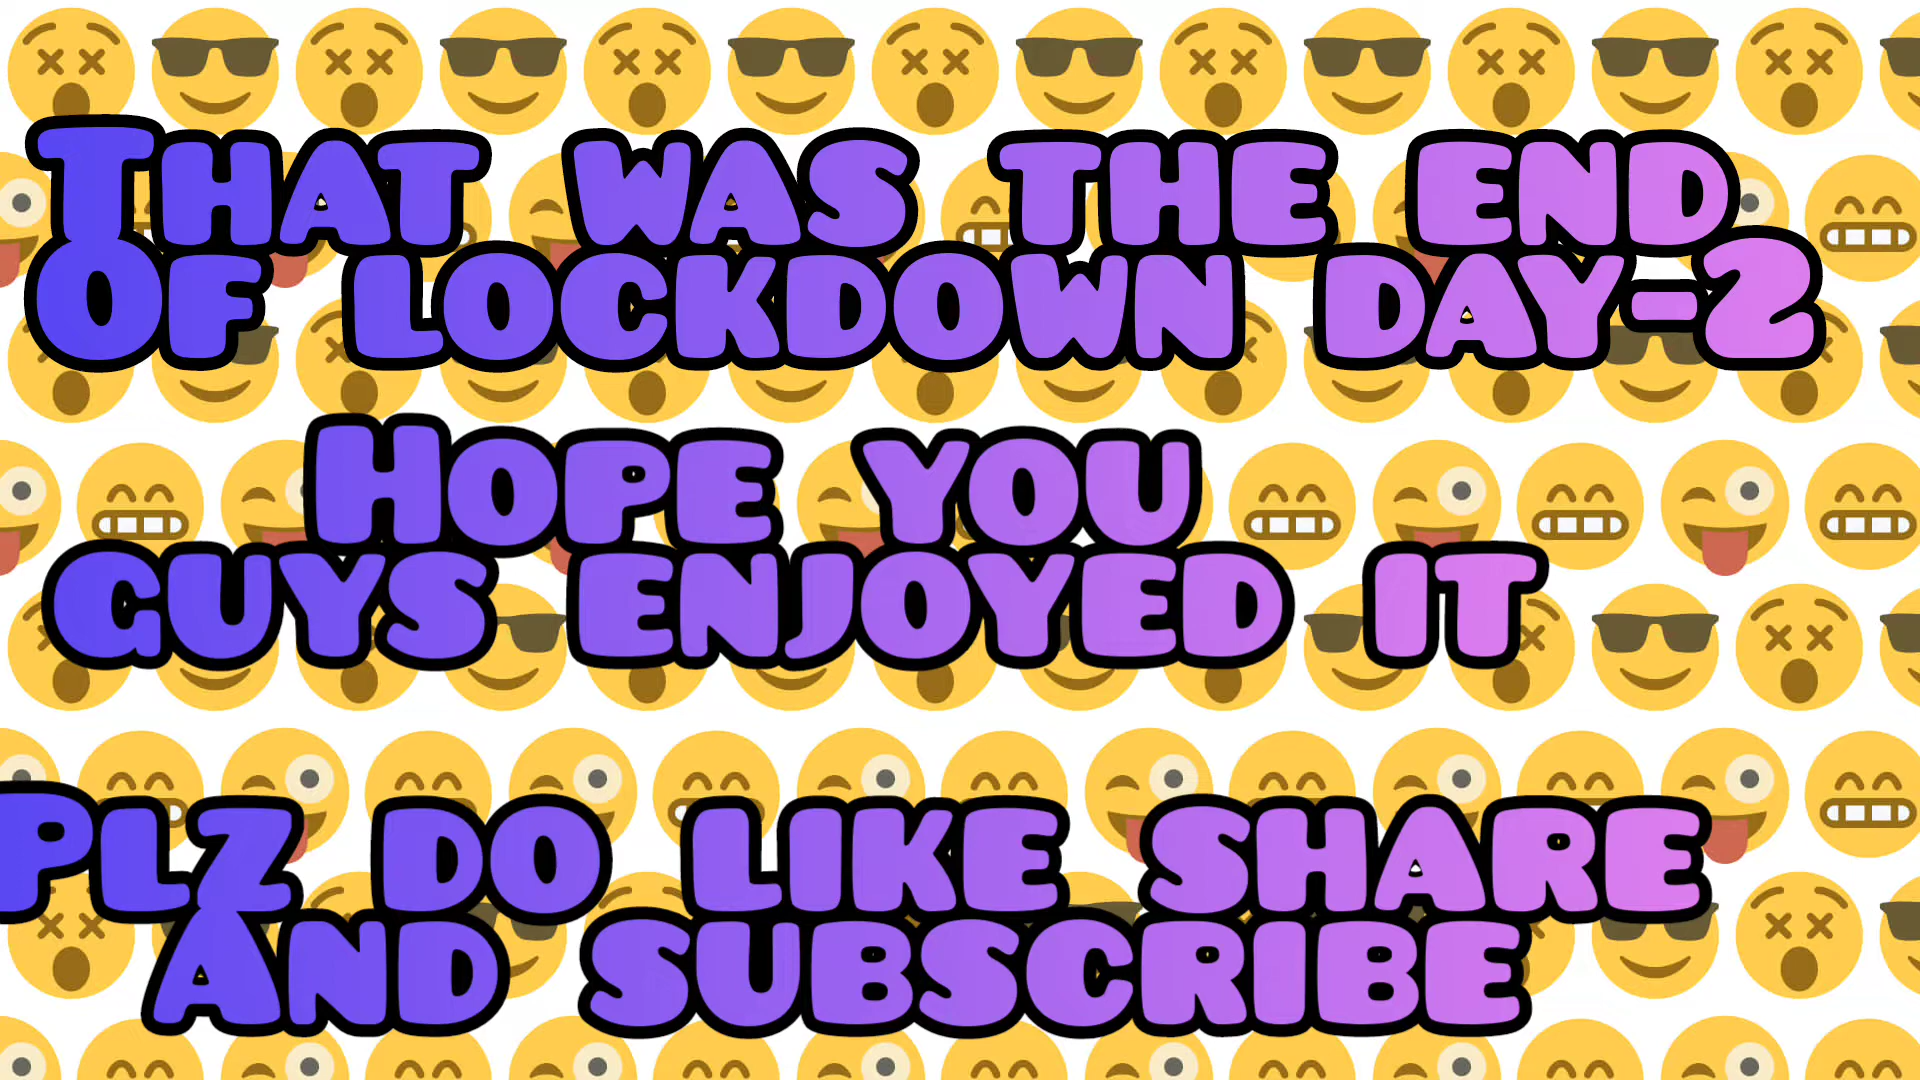 That was the end
Of lockdown day-2
Hope you
guys enjoyed it
Plz do like share
And subscribe